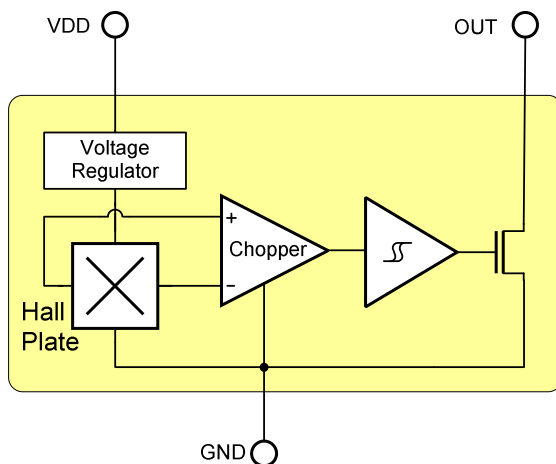 VDD
OUT
Voltage
Regulator
+
Chopper
−
Hall
Plate
GND